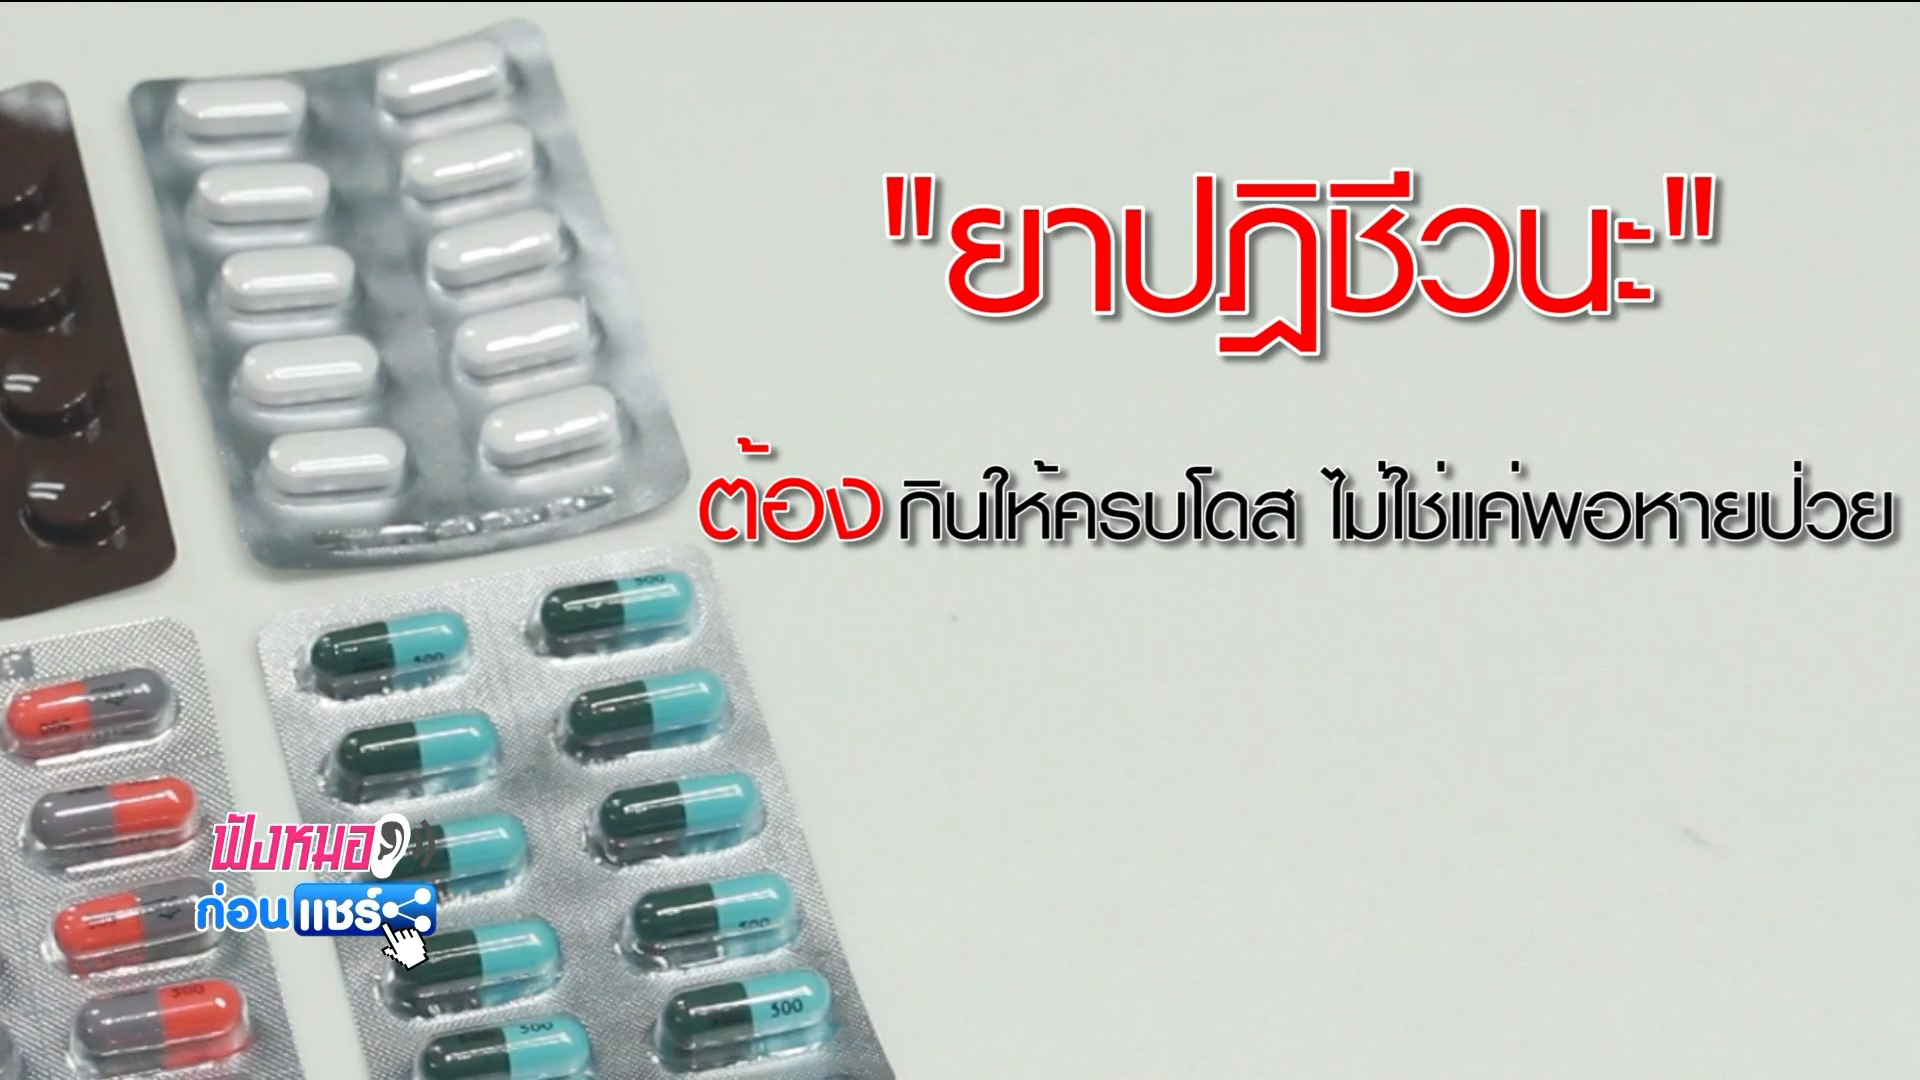 "ยาปฏิชีวนะ"
ต้อง กินให้ครบโดส ไม่ใช่แค่พอหายป่วย
500
500
500
500
500
ฟังหมอ
ก่อน แชร์